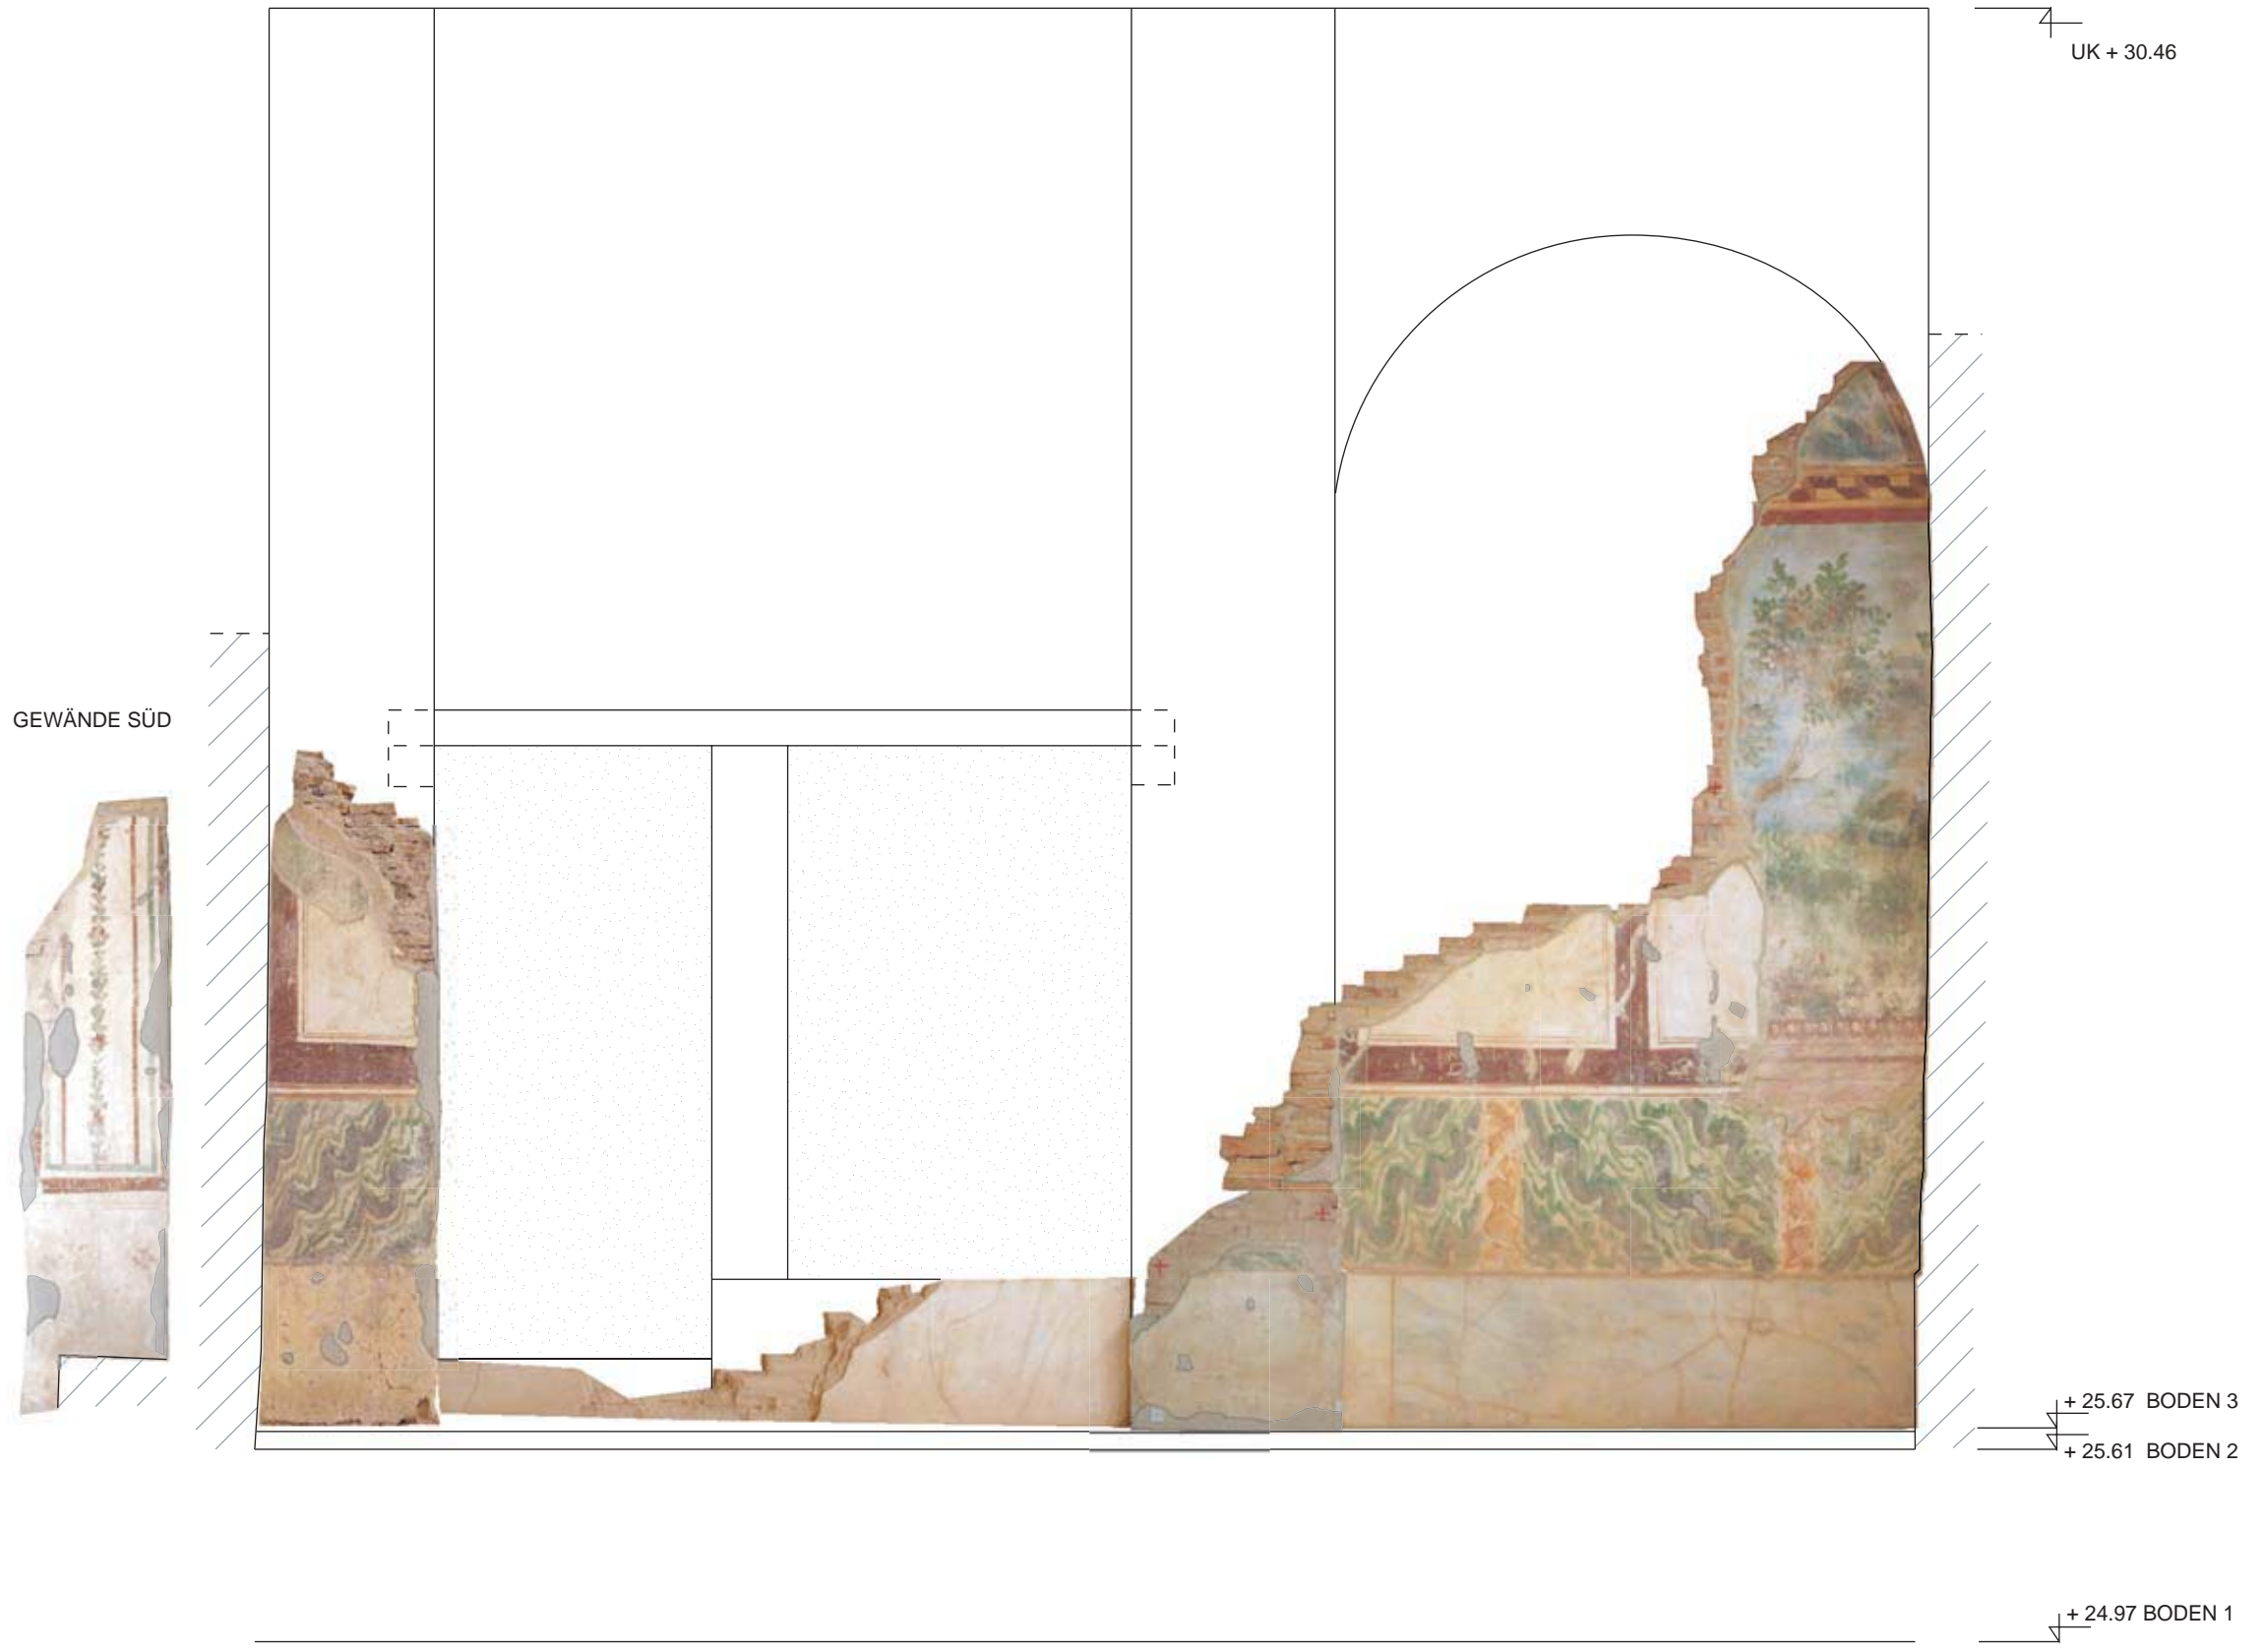 UK + 30.46
GEWÄNDE SÜD
+ 25.67 BODEN 3
+ 25.61 BODEN 2
+ 24.97 BODEN 1